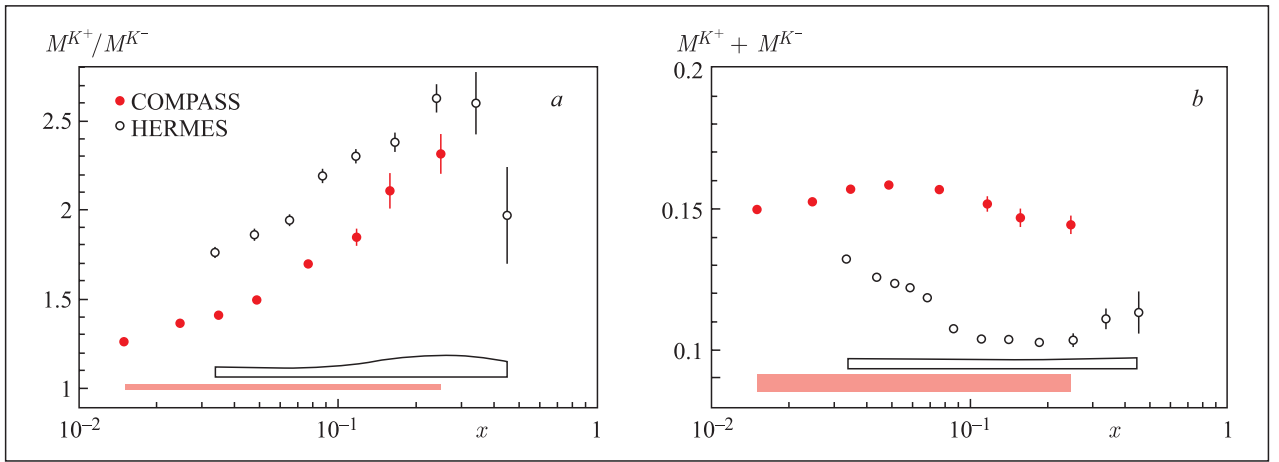 M^{K^+}/M^{K^-}
COMPASS
HERMES
a
2.5
2
1.5
1
10^{-2}
10^{-1}
x
1
M^{K^+} + M^{K^-}
b
0.2
0.15
0.1
10^{-2}
10^{-1}
x
1